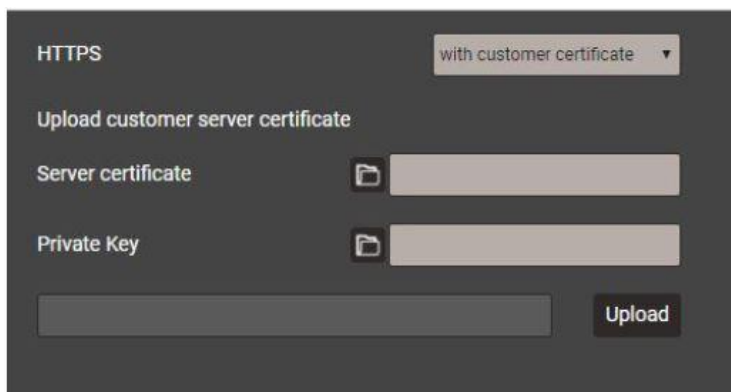 HTTPS with customer certificate
Upload customer server certificate
Server certificate
Private Key
Upload